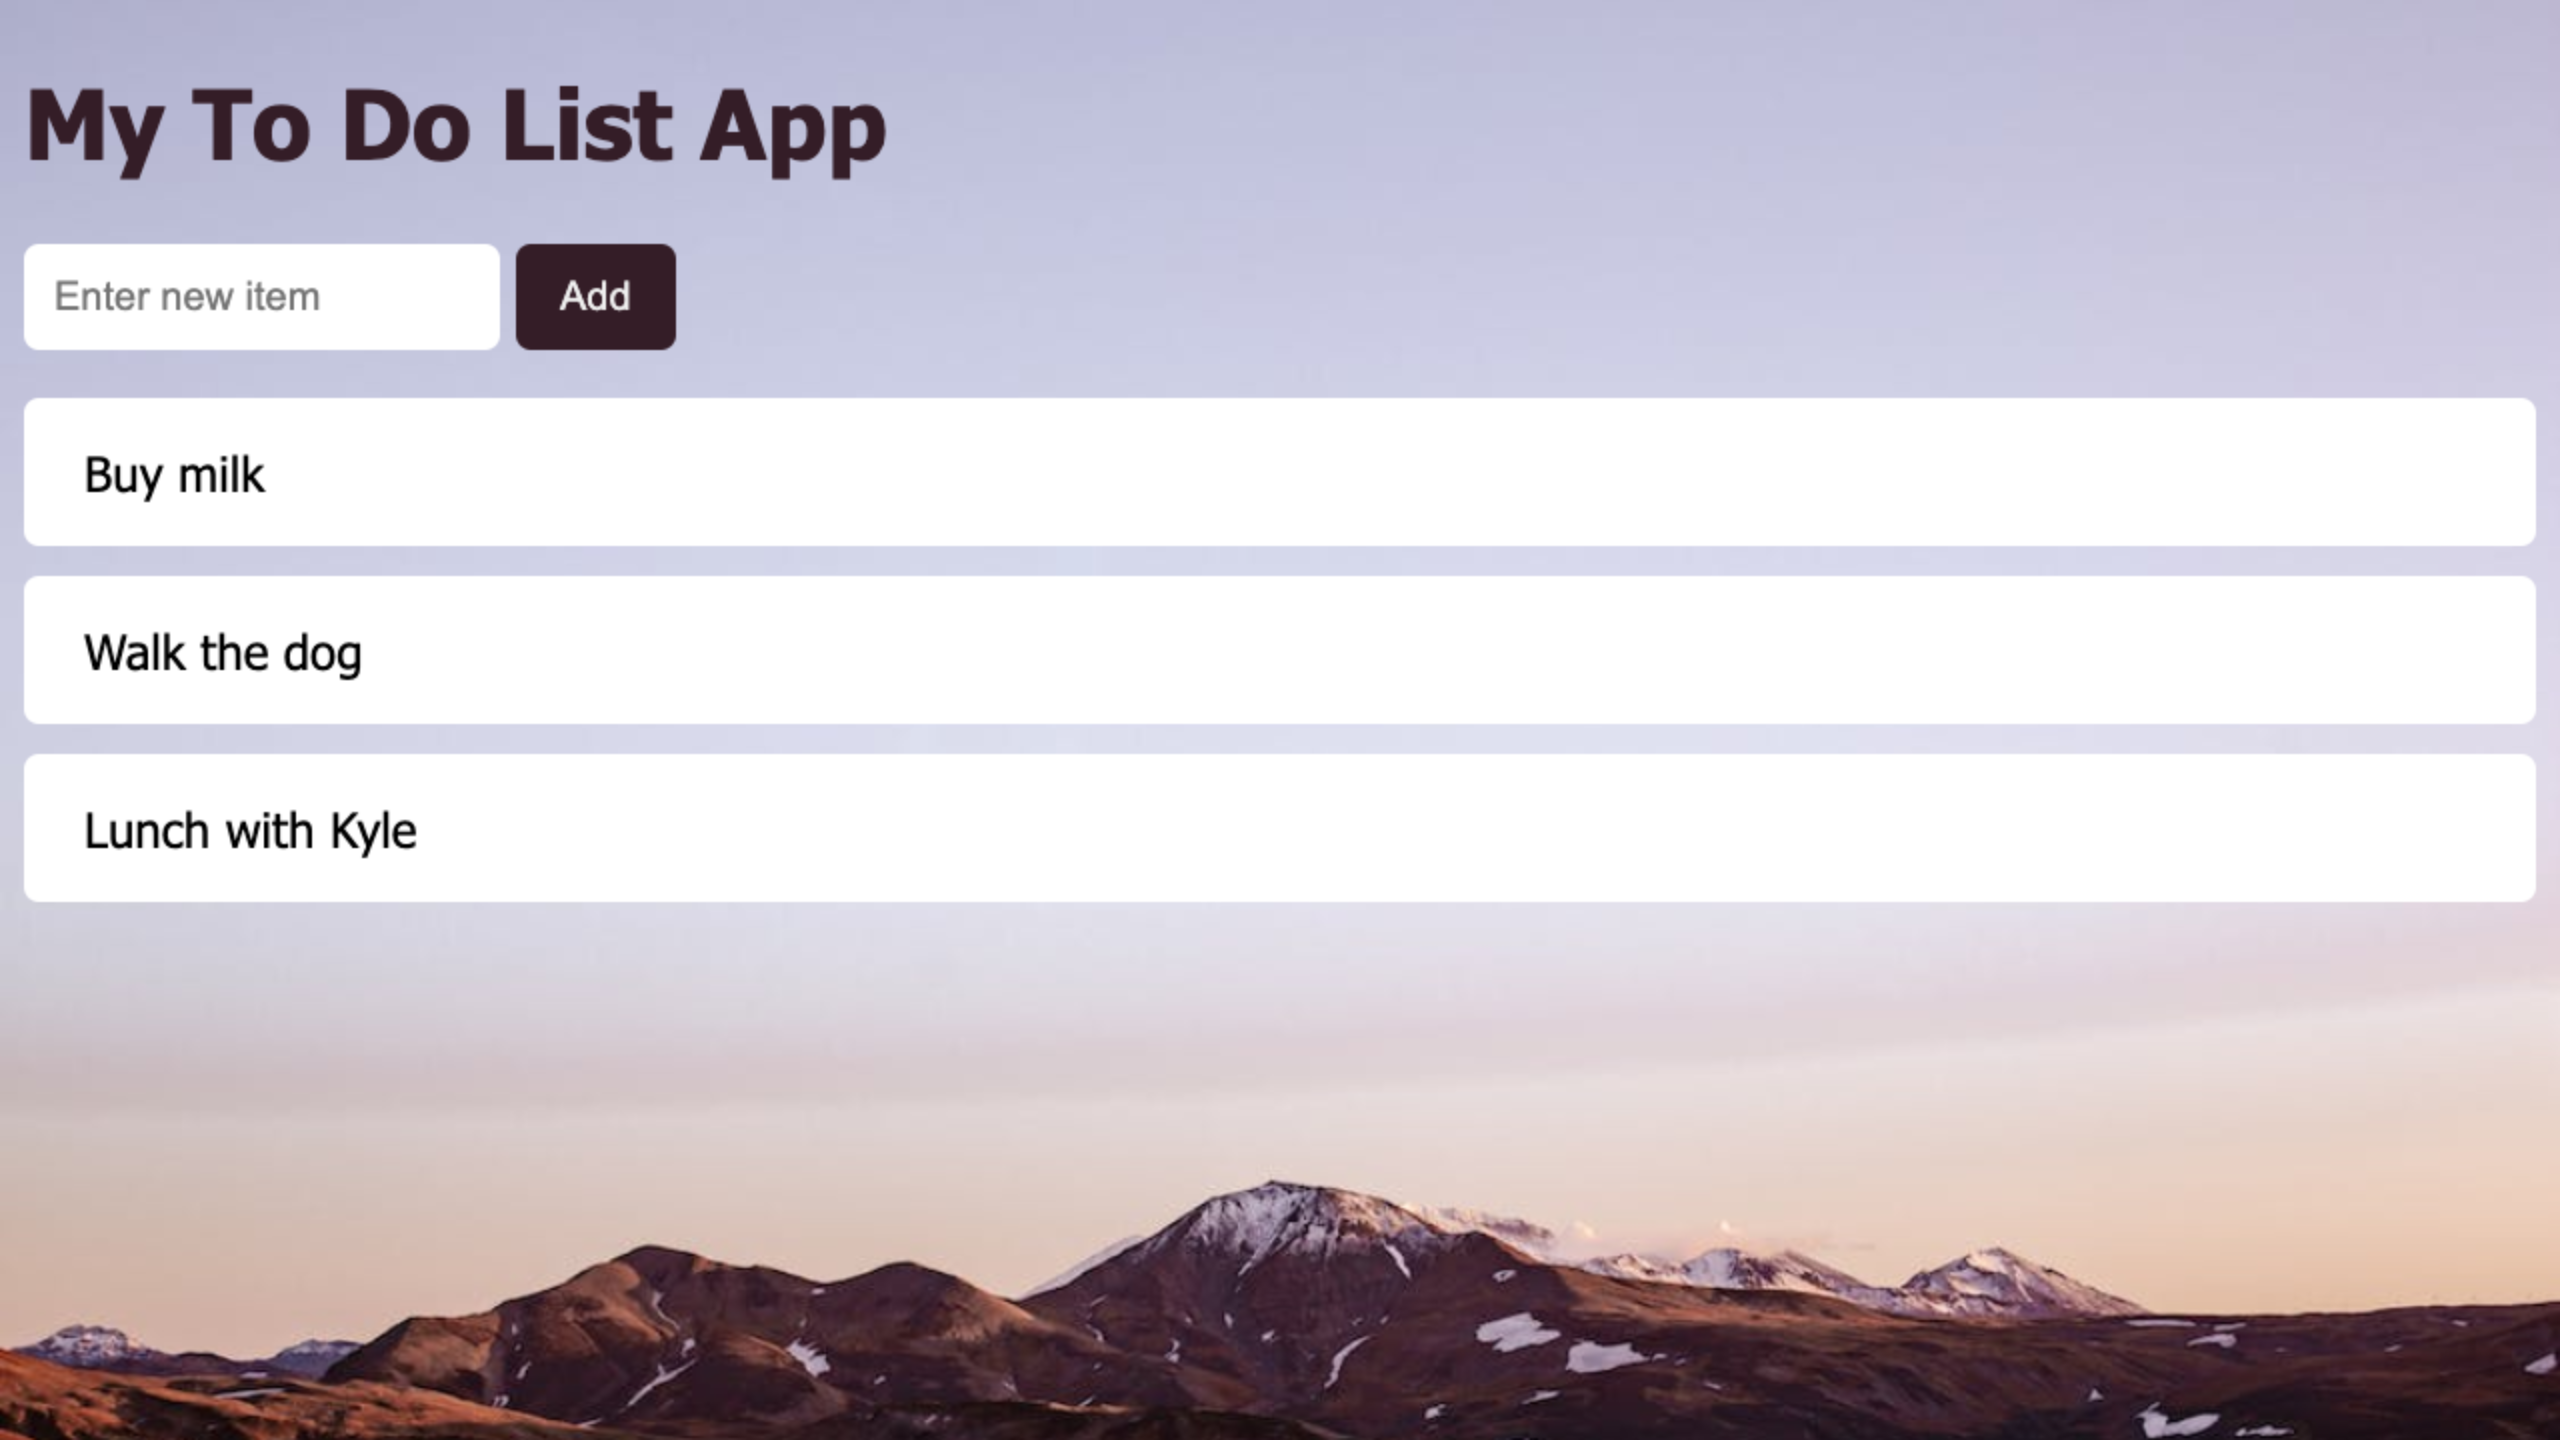 My To Do List App
Enter new item
Add
Buy milk
Walk the dog
Lunch with Kyle